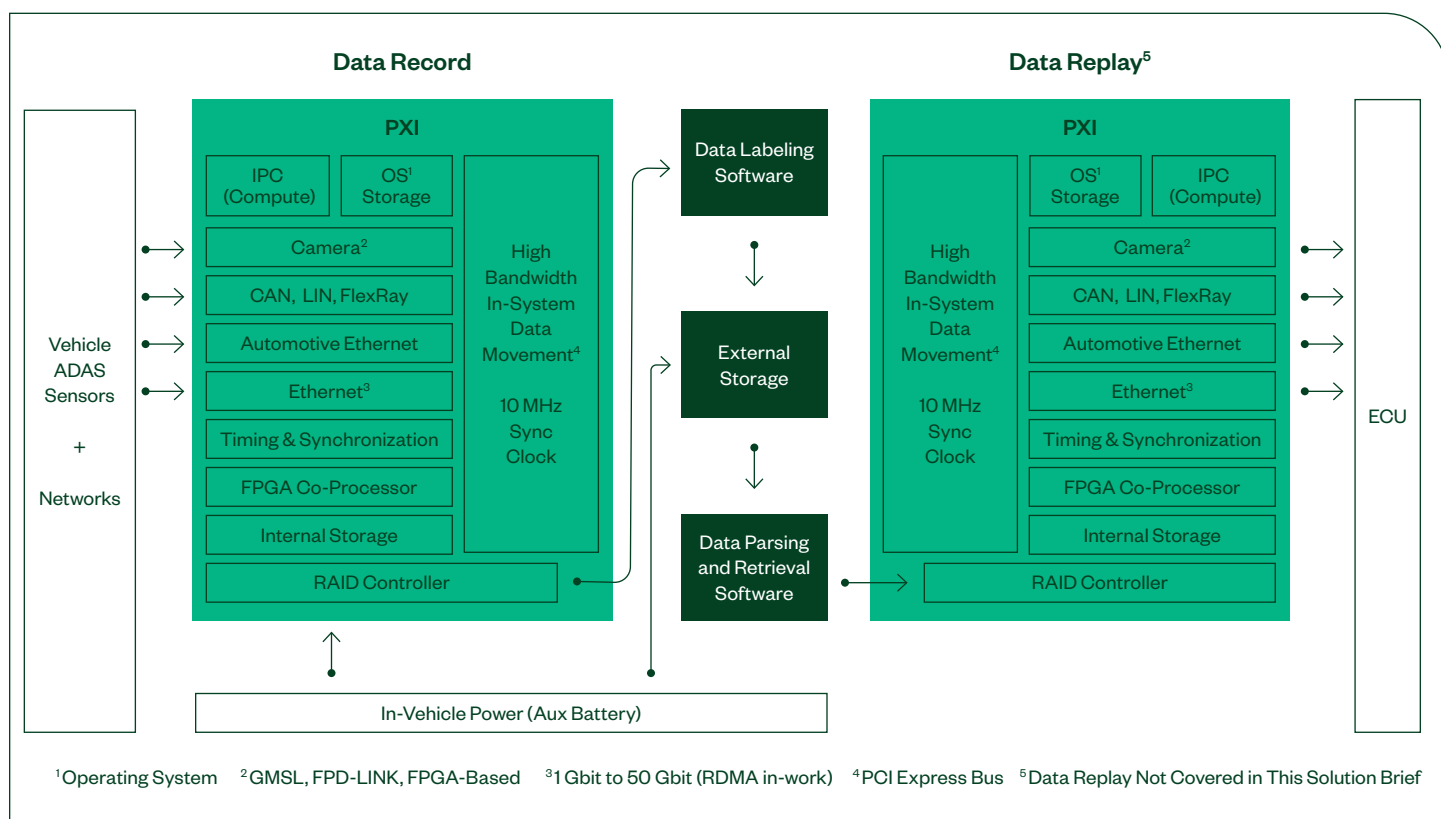 Data Record
Data Replay⁵
Vehicle
ADAS
Sensors
+
Networks
PXI
IPC
(Compute)
OS¹
Storage
Camera²
CAN, LIN, FlexRay
Automotive Ethernet
Ethernet³
Timing & Synchronization
FPGA Co-Processor
Internal Storage
RAID Controller
High
Bandwidth
In-System
Data
Movement⁴
10 MHz
Sync
Clock
Data Labeling
Software
External
Storage
Data Parsing
and Retrieval
Software
PXI
High
Bandwidth
In-System
Data
Movement⁴
10 MHz
Sync
Clock
OS¹
Storage
IPC
(Compute)
Camera²
CAN, LIN, FlexRay
Automotive Ethernet
Ethernet³
Timing & Synchronization
FPGA Co-Processor
Internal Storage
RAID Controller
ECU
In-Vehicle Power (Aux Battery)
¹Operating System ²GMSL, FPD-LINK, FPGA-Based ³1 Gbit to 50 Gbit (RDMA in-work) ⁴PCI Express Bus ⁵Data Replay Not Covered in This Solution Brief